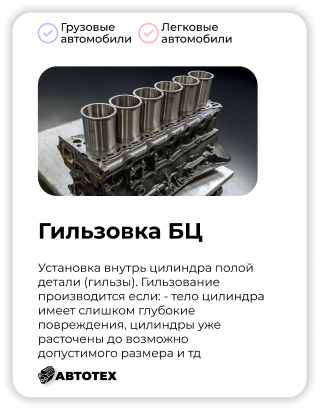 Грузовые
автомобили
Легковые
автомобили
Гильзовка БЦ
Установка внутрь цилиндра полой
детали (гильзы). Гильзование
производится если: - тело цилиндра
имеет слишком глубокие
повреждения, цилиндры уже
расточены до возможно
допустимого размера и тд
АВТОТЕХ